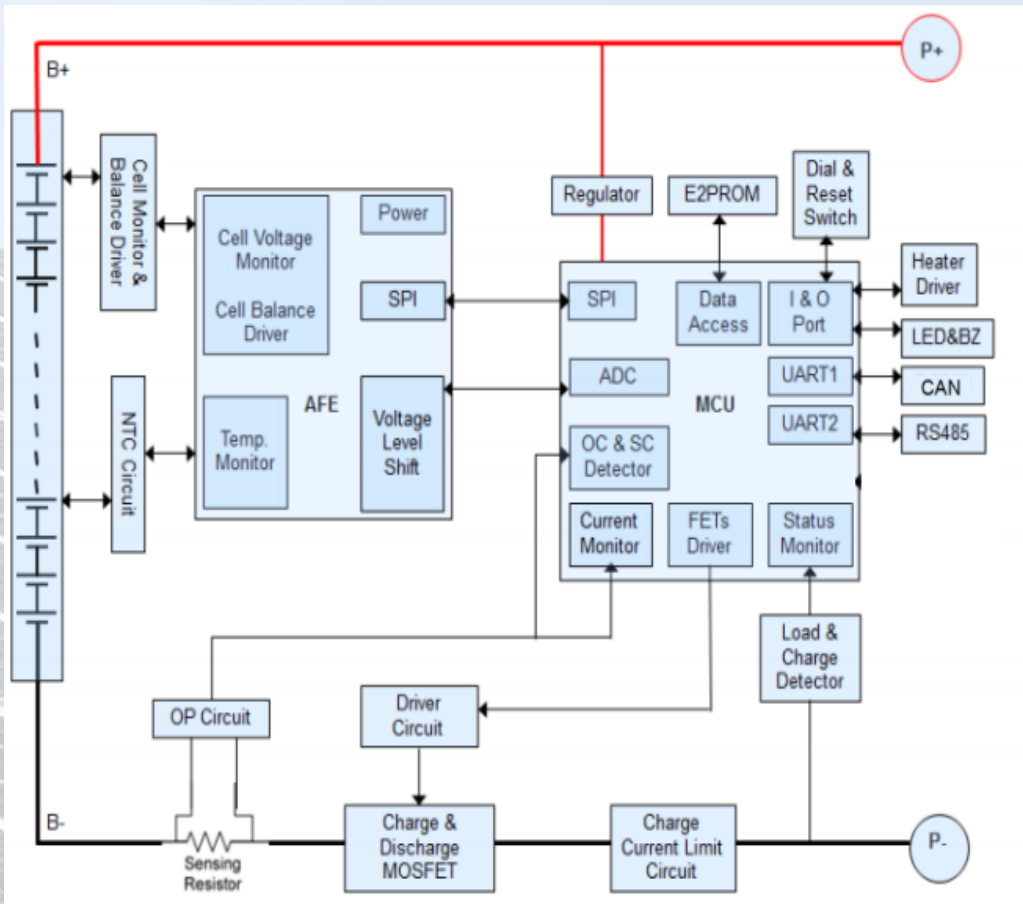 P+
B+
Cell Monitor &
Balance Driver
Cell Voltage
Monitor
Cell Balance
Driver
Power
SPI
Regulator
E2PROM
Dial &
Reset
Switch
SPI
Data
Access
I & O
Port
Heater
Driver
LED&BZ
ADC
MCU
UART1
CAN
UART2
RS485
NTC Circuit
Temp.
Monitor
AFE
Voltage
Level
Shift
OC & SC
Detector
Current
Monitor
FETs
Driver
Status
Monitor
Load &
Charge
Detector
OP Circuit
Driver
Circuit
B-
Sensing
Resistor
Charge &
Discharge
MOSFET
Charge
Current Limit
Circuit
P-